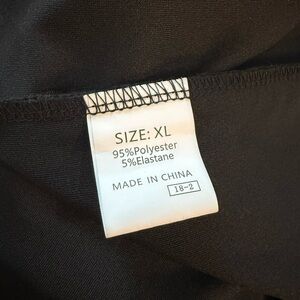 SIZE: XL
95%Polyester
5%Elastane
MADE IN CHINA
18-2